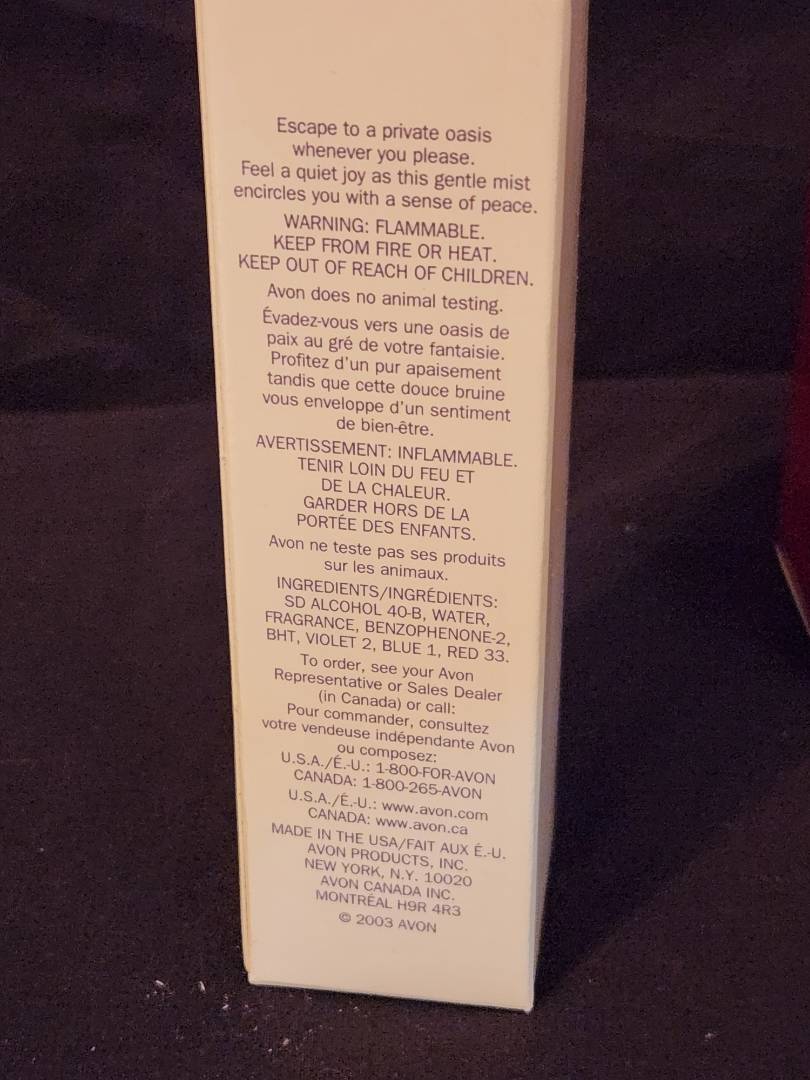 Escape to a private oasis
whenever you please.
Feel a quiet joy as this gentle mist
encircles you with a sense of peace.
WARNING: FLAMMABLE.
KEEP FROM FIRE OR HEAT.
KEEP OUT OF REACH OF CHILDREN.
Avon does no animal testing.
Évadez-vous vers une oasis de
paix au gré de votre fantaisie.
Profitez d'un pur apaisement
tandis que cette douce bruine
vous enveloppe d'un sentiment
de bien-être.
AVERTISSEMENT: INFLAMMABLE.
TENIR LOIN DU FEU ET
DE LA CHALEUR.
GARDER HORS DE LA
PORTÉE DES ENFANTS.
Avon ne teste pas ses produits
sur les animaux.
INGREDIENTS/INGRÉDIENTS:
SD ALCOHOL 40-B, WATER,
FRAGRANCE, BENZOPHENONE-2,
BHT, VIOLET 2, BLUE 1, RED 33.
To order, see your Avon
Representative or Sales Dealer
(in Canada) or call:
Pour commander, consultez
votre vendeuse indépendante Avon
ou composez:
U.S.A./É.-U.: 1-800-FOR-AVON
CANADA: 1-800-265-AVON
U.S.A./É.-U.: www.avon.com
CANADA: www.avon.ca
MADE IN THE USA/FAIT AUX É.-U.
AVON PRODUCTS, INC.
NEW YORK, N.Y. 10020
AVON CANADA INC.
MONTRÉAL H9R 4R3
© 2003 AVON